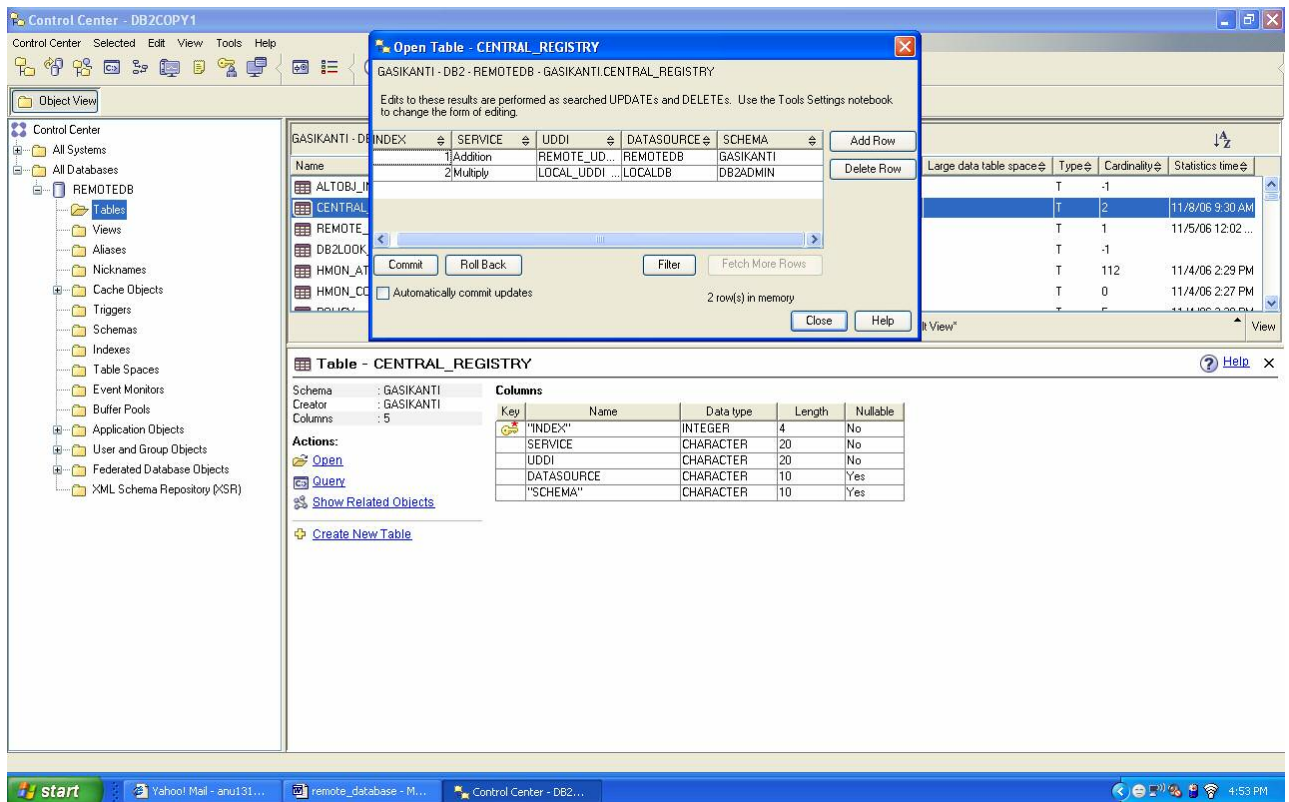 Control Center - DB2COPY1
Control Center Selected Edit View Tools Help
Object View
Control Center
All Systems
All Databases
REMOTEDB
Tables
Views
Aliases
Nicknames
Cache Objects
Triggers
Schemas
Indexes
Table Spaces
Event Monitors
Buffer Pools
Application Objects
User and Group Objects
Federated Database Objects
XML Schema Repository (XSR)
Open Table - CENTRAL_REGISTRY
GASIKANTI - DB2 - REMOTEDB - GASIKANTI.CENTRAL_REGISTRY
Edits to these results are performed as searched UPDATEs and DELETEs. Use the Tools Settings notebook
to change the form of editing.
INDEX SERVICE UDDI DATASOURCE SCHEMA
1 Addition REMOTE_UD... REMOTEDB GASIKANTI
2 Multiply LOCAL_UDDI ... LOCALDB DB2ADMIN
Add Row
Delete Row
Commit Roll Back Filter Fetch More Rows
Automatically commit updates 2 row(s) in memory
Close Help
GASIKANTI - DB
Name Large data table space Type Cardinality Statistics time
ALTOBJ_IN T -1
CENTRAL_ T 2 11/8/06 9:30 AM
REMOTE_ T 1 11/5/06 12:02 ...
DB2LOOK_ T -1
HMON_AT T 112 11/4/06 2:29 PM
HMON_CO T 0 11/4/06 2:27 PM
lt View" View
Table - CENTRAL_REGISTRY Help
Schema : GASIKANTI
Creator : GASIKANTI
Columns : 5
Actions:
Open
Query
Show Related Objects
Create New Table
Columns
Key Name Data type Length Nullable
"INDEX" INTEGER 4 No
SERVICE CHARACTER 20 No
UDDI CHARACTER 20 No
DATASOURCE CHARACTER 10 Yes
"SCHEMA" CHARACTER 10 Yes
start Yahoo! Mail - anu131... remote_database - M... Control Center - DB2... 4:53 PM